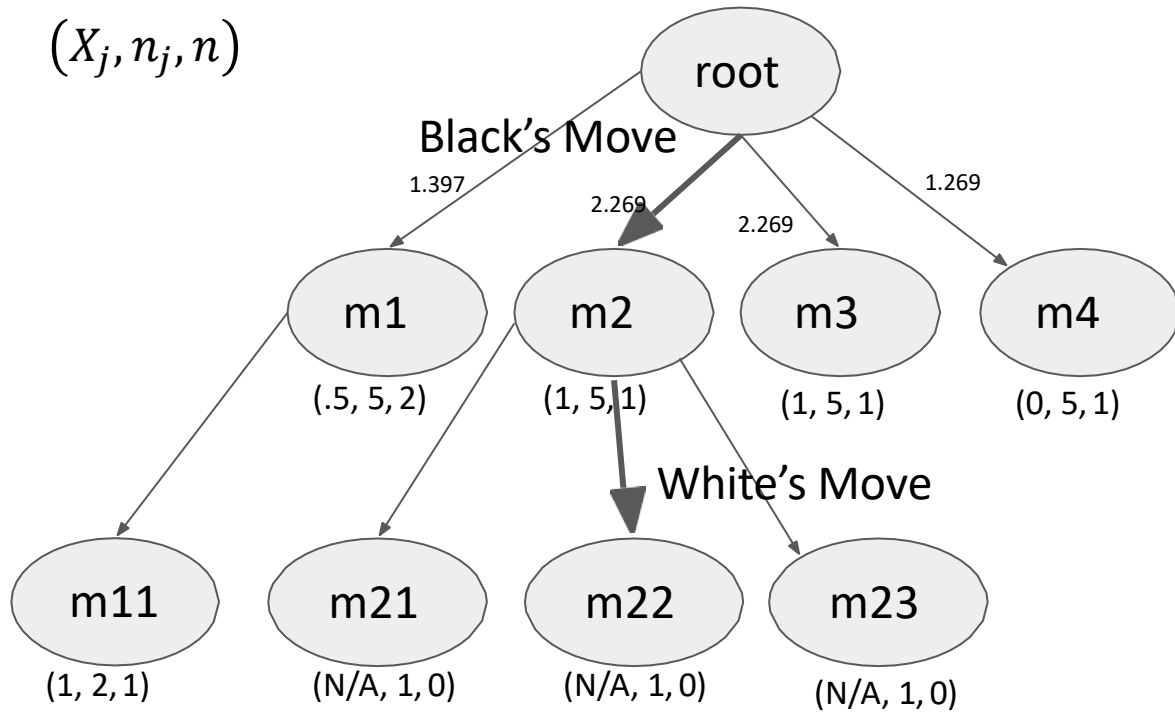 (X_j, n_j, n)
root
Black's Move
1.397
2.269
2.269
1.269
m1
m2
m3
m4
(.5, 5, 2)
(1, 5, 1)
(1, 5, 1)
(0, 5, 1)
White's Move
m11
m21
m22
m23
(1, 2, 1)
(N/A, 1, 0)
(N/A, 1, 0)
(N/A, 1, 0)